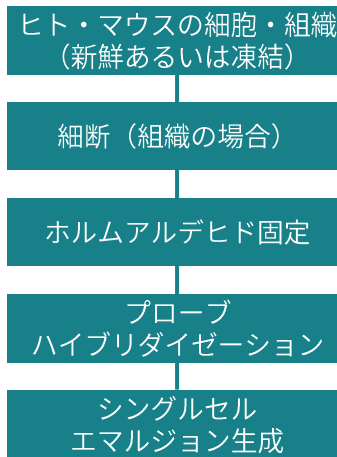 ヒト・マウスの細胞・組織
（新鮮あるいは凍結）
細断（組織の場合）
ホルムアルデヒド固定
プローブ
ハイブリダイゼーション
シングルセル
エマルジョン生成